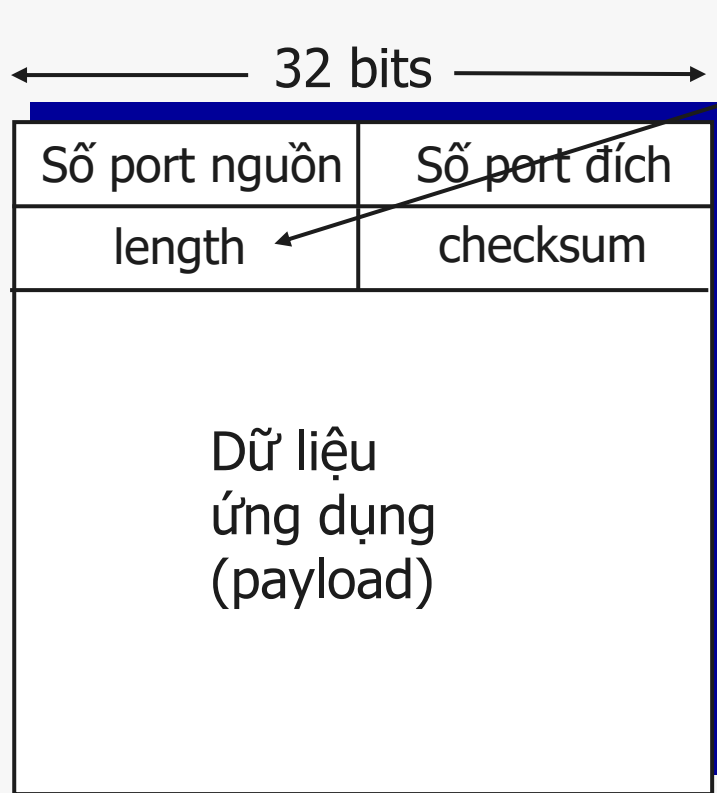 32 bits
Số port nguồn Số port đích
length checksum
Dữ liệu
ứng dụng
(payload)